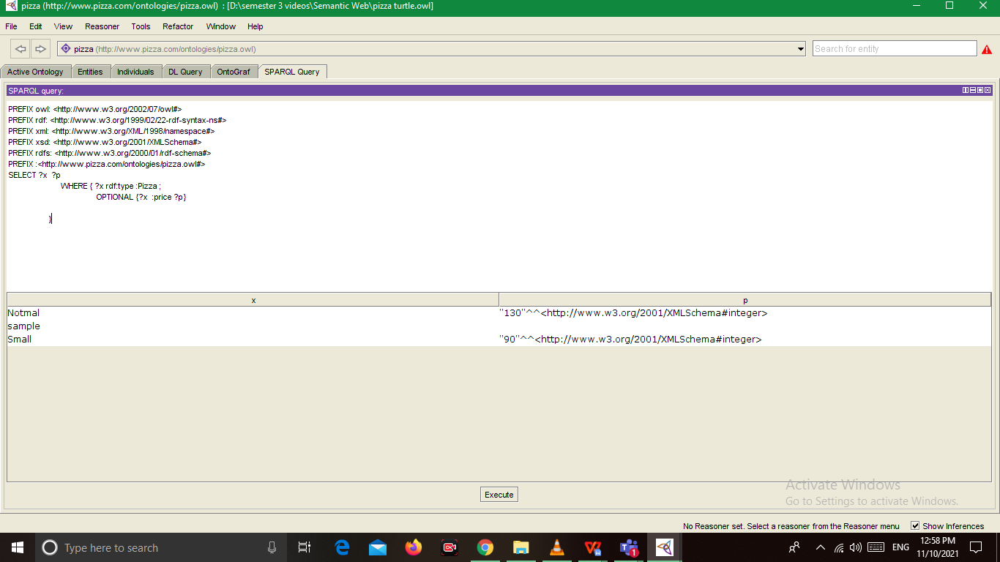 pizza (http://www.pizza.com/ontologies/pizza.owl) : [D:\semester 3 videos\Semantic Web\pizza turtle.owl]
File Edit View Reasoner Tools Refactor Window Help
pizza (http://www.pizza.com/ontologies/pizza.owl)
Search for entity
Active Ontology Entities Individuals DL Query OntoGraf SPARQL Query
SPARQL query:
PREFIX owl: <http://www.w3.org/2002/07/owl#>
PREFIX rdf: <http://www.w3.org/1999/02/22-rdf-syntax-ns#>
PREFIX xml: <http://www.w3.org/XML/1998/namespace#>
PREFIX xsd: <http://www.w3.org/2001/XMLSchema#>
PREFIX rdfs: <http://www.w3.org/2000/01/rdf-schema#>
PREFIX :<http://www.pizza.com/ontologies/pizza.owl#>
SELECT ?x ?p
WHERE { ?x rdf:type :Pizza ;
OPTIONAL {?x :price ?p}
}
x p
Notmal "130"^^<http://www.w3.org/2001/XMLSchema#integer>
sample
Small "90"^^<http://www.w3.org/2001/XMLSchema#integer>
Execute
Activate Windows
Go to Settings to activate Windows.
No Reasoner set. Select a reasoner from the Reasoner menu Show Inferences
Type here to search
1
ENG
12:58 PM
11/10/2021